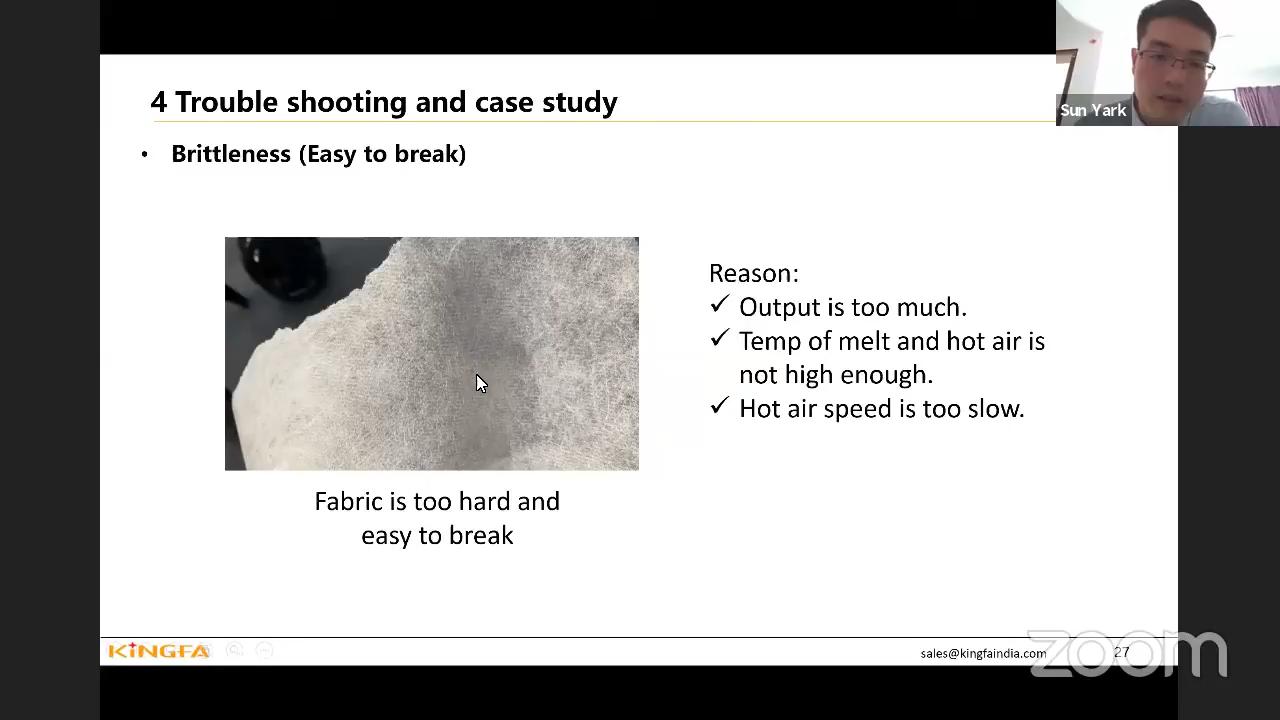 4 Trouble shooting and case study
Sun Yark
• Brittleness (Easy to break)
Reason:
✓ Output is too much.
✓ Temp of melt and hot air is
not high enough.
✓ Hot air speed is too slow.
Fabric is too hard and
easy to break
KINGFA
sales@kingfaindia.com
27
zoom